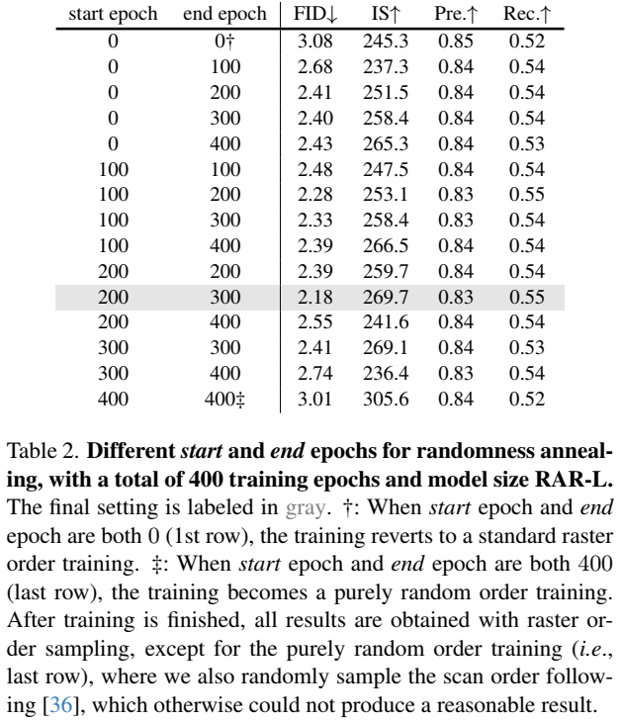 start epoch end epoch FID↓ IS↑ Pre.↑ Rec.↑
0 0† 3.08 245.3 0.85 0.52
0 100 2.68 237.3 0.84 0.54
0 200 2.41 251.5 0.84 0.54
0 300 2.40 258.4 0.84 0.54
0 400 2.43 265.3 0.84 0.53
100 100 2.48 247.5 0.84 0.54
100 200 2.28 253.1 0.83 0.55
100 300 2.33 258.4 0.83 0.54
100 400 2.39 266.5 0.84 0.54
200 200 2.39 259.7 0.84 0.54
200 300 2.18 269.7 0.83 0.55
200 400 2.55 241.6 0.84 0.54
300 300 2.41 269.1 0.84 0.53
300 400 2.74 236.4 0.83 0.54
400 400‡ 3.01 305.6 0.84 0.52
Table 2. Different start and end epochs for randomness anneal-
ing, with a total of 400 training epochs and model size RAR-L.
The final setting is labeled in gray. †: When start epoch and end
epoch are both 0 (1st row), the training reverts to a standard raster
order training. ‡: When start epoch and end epoch are both 400
(last row), the training becomes a purely random order training.
After training is finished, all results are obtained with raster or-
der sampling, except for the purely random order training (i.e.,
last row), where we also randomly sample the scan order follow-
ing [36], which otherwise could not produce a reasonable result.